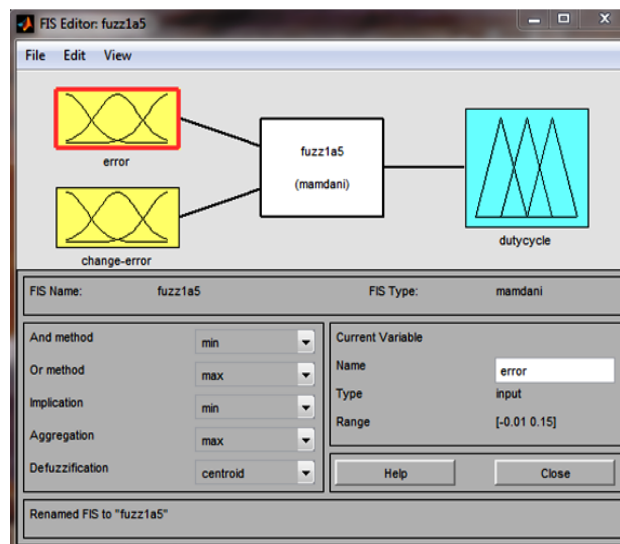 FIS Editor: fuzz1a5
File Edit View
error
change-error
fuzz1a5
(mamdani)
dutycycle
FIS Name: fuzz1a5 FIS Type: mamdani
And method min
Or method max
Implication min
Aggregation max
Defuzzification centroid
Current Variable
Name error
Type input
Range [-0.01 0.15]
Help Close
Renamed FIS to "fuzz1a5"